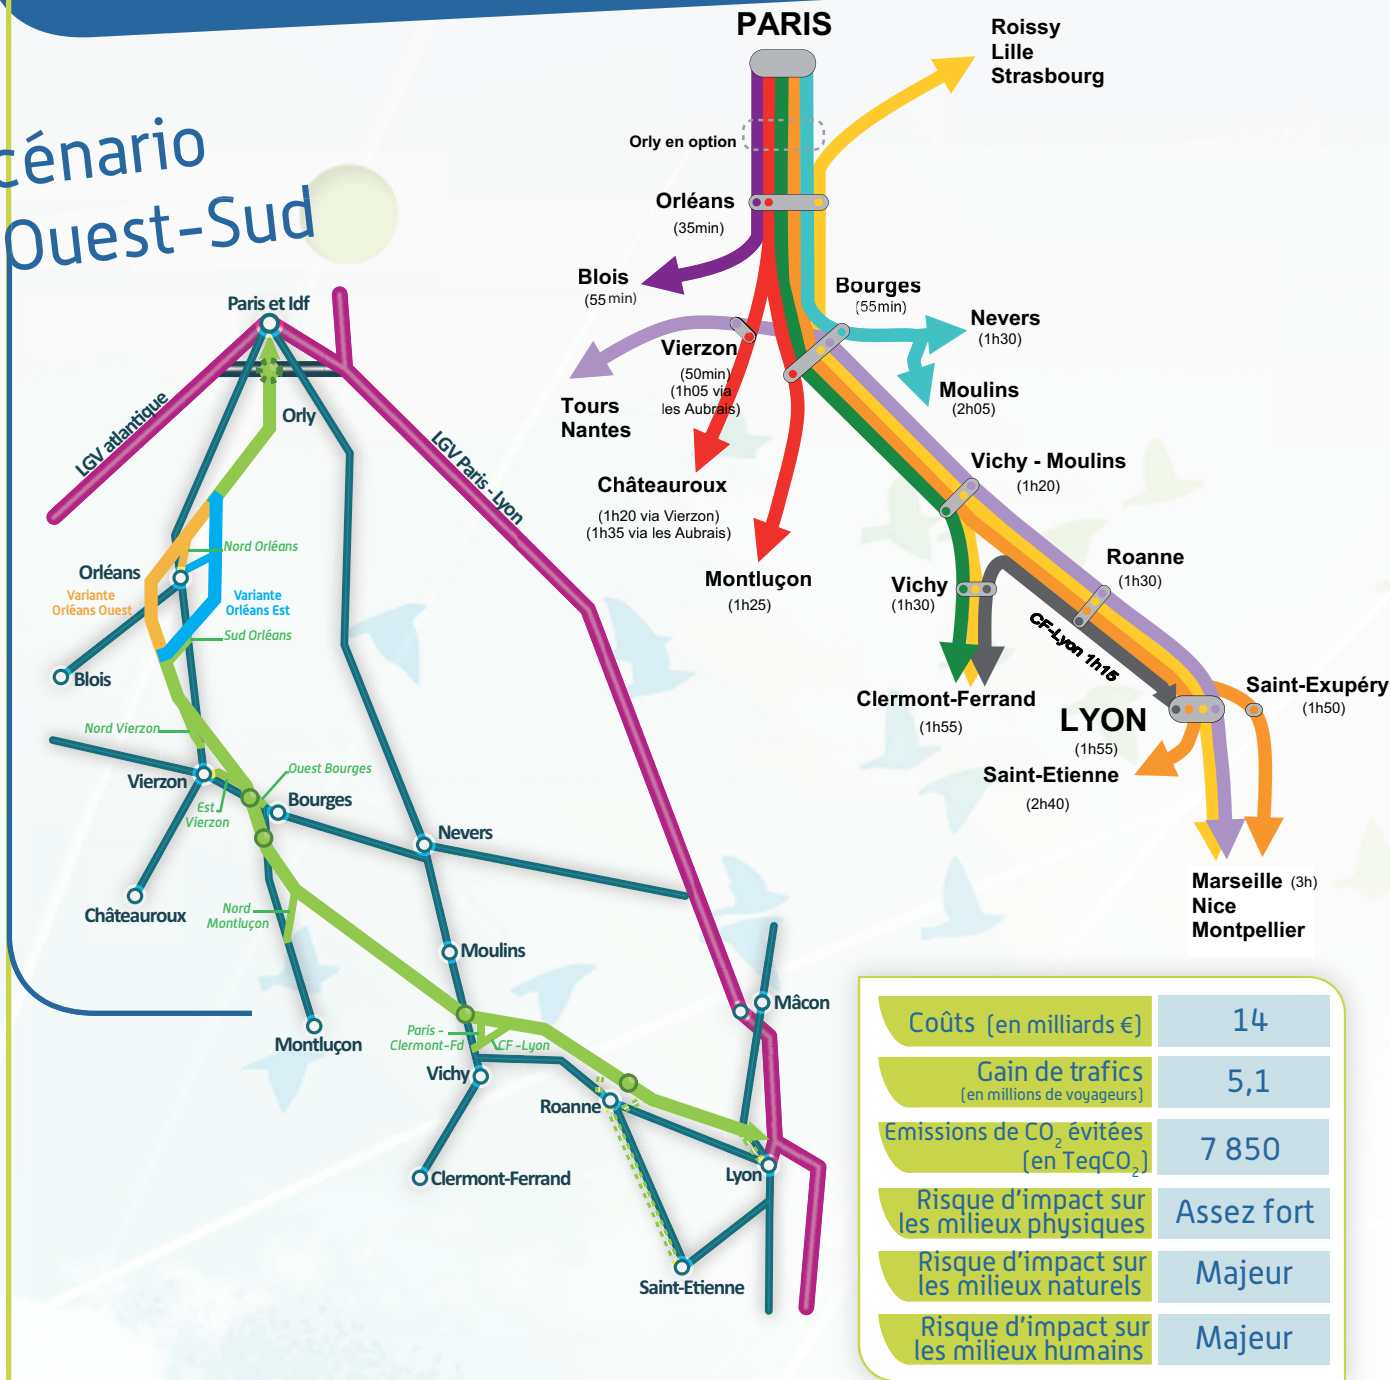 cénario
Ouest-Sud
PARIS
Roissy
Lille
Strasbourg
Orly en option
Orléans
(35min)
Blois
(55 min)
Bourges
(55min)
Nevers
(1h30)
Vierzon
(50min)
(1h05 via
les Aubrais)
Moulins
(2h05)
Tours
Nantes
Châteauroux
(1h20 via Vierzon)
(1h35 via les Aubrais)
Vichy - Moulins
(1h20)
Montluçon
(1h25)
Vichy
(1h30)
Roanne
(1h30)
CF-Lyon 1h15
Clermont-Ferrand
(1h55)
LYON
(1h55)
Saint-Exupéry
(1h50)
Saint-Etienne
(2h40)
Marseille (3h)
Nice
Montpellier
Paris et Idf
Orly
LGV atlantique
LGV Paris - Lyon
Nord Orléans
Orléans
Variante
Orléans Ouest
Variante
Orléans Est
Sud Orléans
Blois
Nord Vierzon
Vierzon
Ouest Bourges
Est
Vierzon
Bourges
Nevers
Châteauroux
Nord
Montluçon
Moulins
Mâcon
Montluçon
Paris -
Clermont-Fd
CF -Lyon
Vichy
Roanne
Clermont-Ferrand
Lyon
Saint-Etienne
Coûts (en milliards €) 14
Gain de trafics
(en millions de voyageurs) 5,1
Emissions de CO₂ évitées
(en TeqCO₂) 7 850
Risque d'impact sur
les milieux physiques Assez fort
Risque d'impact sur
les milieux naturels Majeur
Risque d'impact sur
les milieux humains Majeur